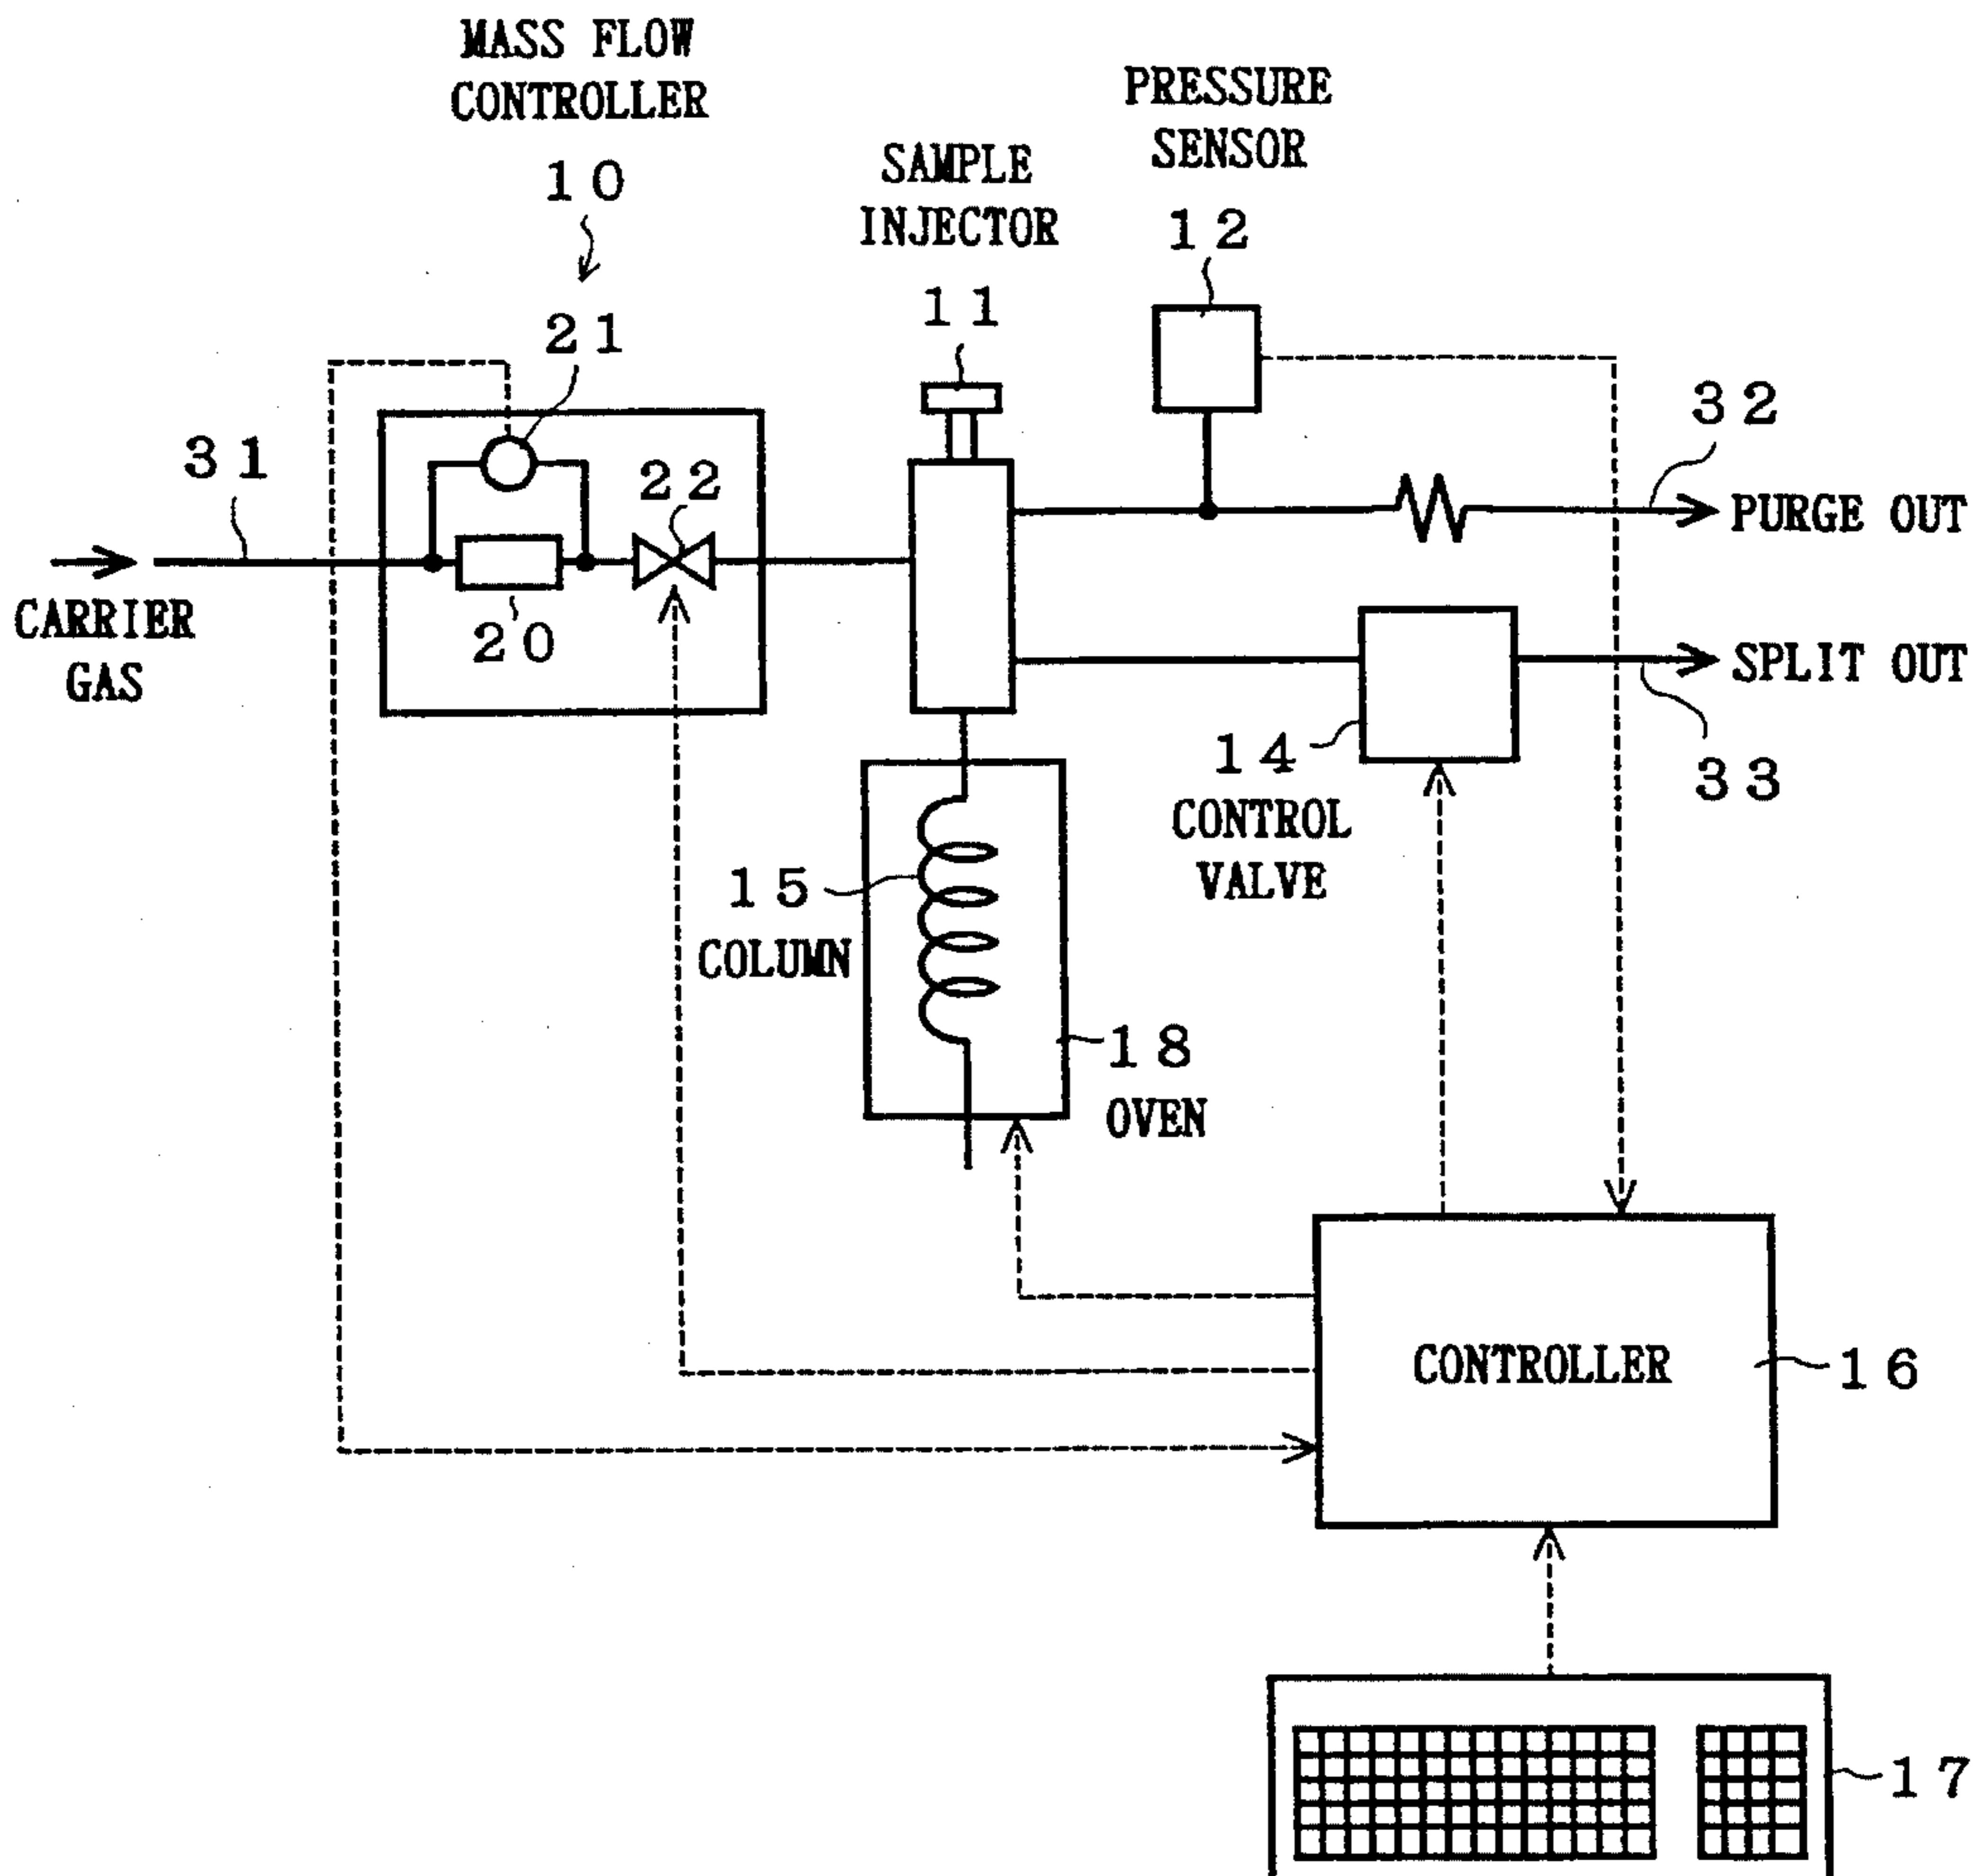 MASS FLOW
CONTROLLER
10
PRESSURE
SENSOR
12
SAMPLE
INJECTOR
11
21
22
20
31
CARRIER
GAS
32
PURGE OUT
SPLIT OUT
33
14
CONTROL
VALVE
15
COLUMN
18
OVEN
CONTROLLER
16
17